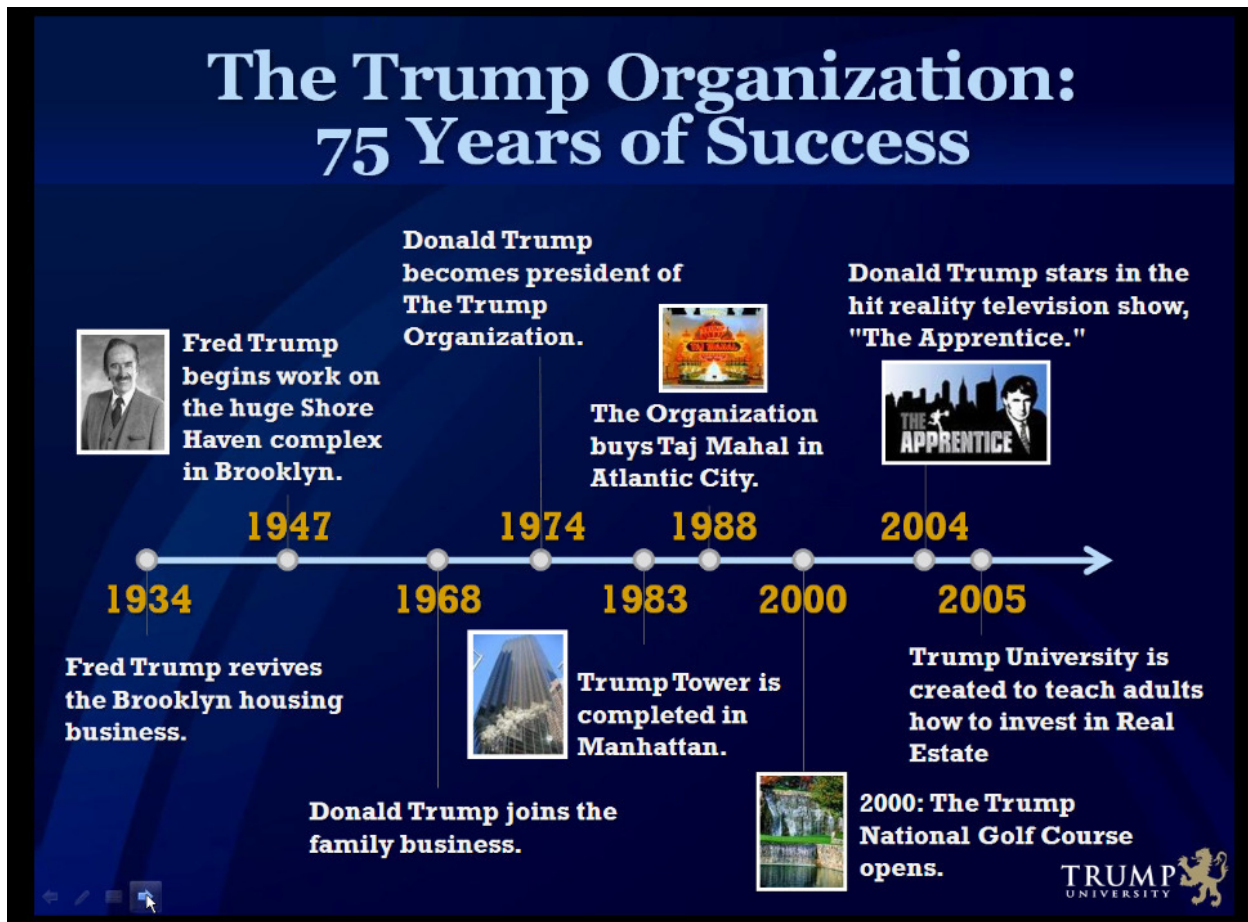 The Trump Organization:
75 Years of Success
Fred Trump
begins work on
the huge Shore
Haven complex
in Brooklyn.
Donald Trump
becomes president of
The Trump
Organization.
TAJ MAHAL
The Organization
buys Taj Mahal in
Atlantic City.
Donald Trump stars in the
hit reality television show,
"The Apprentice."
THE
APPRENTICE
1947
1974
1988
2004
1934
1968
1983
2000
2005
Fred Trump revives
the Brooklyn housing
business.
Donald Trump joins the
family business.
Trump Tower is
completed in
Manhattan.
2000: The Trump
National Golf Course
opens.
Trump University is
created to teach adults
how to invest in Real
Estate
TRUMP
UNIVERSITY